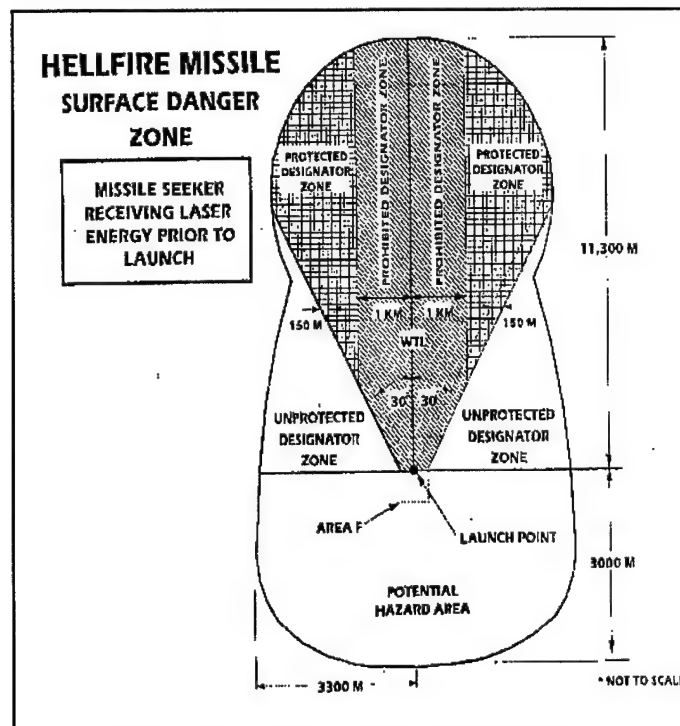 HELLFIRE MISSILE
SURFACE DANGER
ZONE
MISSILE SEEKER
RECEIVING LASER
ENERGY PRIOR TO
LAUNCH
PROTECTED
DESIGNATOR
ZONE
PROHIBITED DESIGNATOR ZONE
PROHIBITED DESIGNATOR ZONE
PROTECTED
DESIGNATOR
ZONE
11,300 M
1 KM
1 KM
150 M
150 M
WTL
30
30
UNPROTECTED
DESIGNATOR
ZONE
UNPROTECTED
DESIGNATOR
ZONE
AREA F
LAUNCH POINT
3000 M
POTENTIAL
HAZARD AREA
3300 M
* NOT TO SCALE